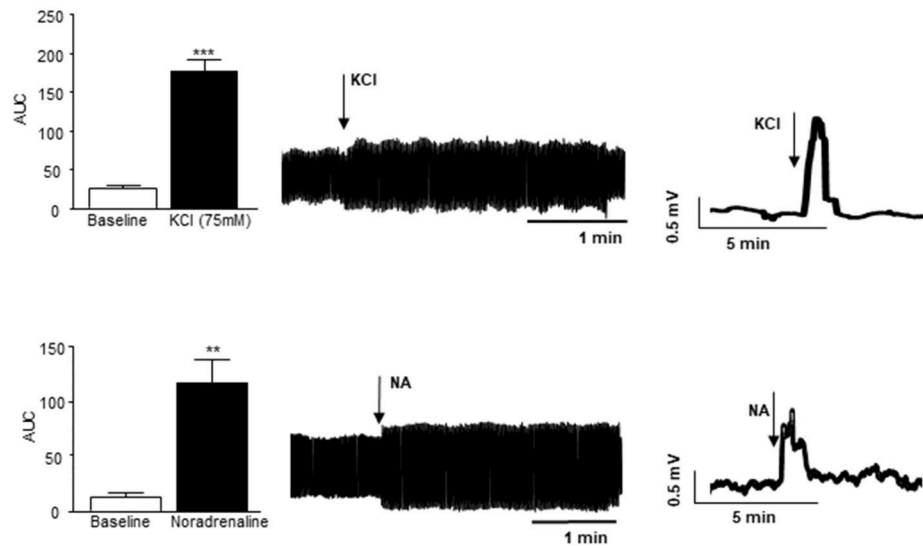 250
200
150
100
50
0
AUC
***
Baseline KCl (75mM)
KCl
1 min
KCl
0.5 mV
5 min
150
100
50
0
AUC
**
Baseline Noradrenaline
NA
1 min
NA
0.5 mV
5 min